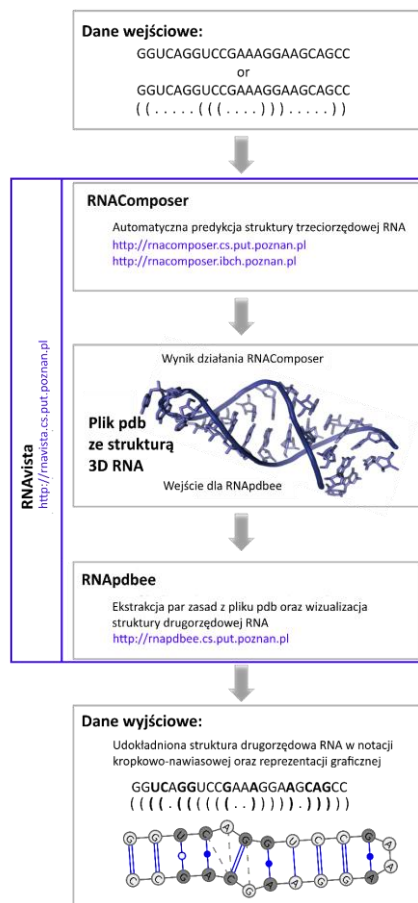 Dane wejściowe:
GGUCAGGUCCGAAAGGAAGCAGCC
or
GGUCAGGUCCGAAAGGAAGCAGCC
((.....(((....))).....))
RNAComposer
Automatyczna predykcja struktury trzeciorzędowej RNA
http://rnacomposer.cs.put.poznan.pl
http://rnacomposer.ibch.poznan.pl
Wynik działania RNAComposer
Plik pdb
ze strukturą
3D RNA
Wejście dla RNApdbee
RNApdbee
Ekstrakcja par zasad z pliku pdb oraz wizualizacja
struktury drugorzędowej RNA
http://rnapdbee.cs.put.poznan.pl
RNAvista
http://rnavista.cs.put.poznan.pl
Dane wyjściowe:
Udokładniona struktura drugorzędowa RNA w notacji
kropkowo-nawiasowej oraz reprezentacji graficznej
GGUCAGGUCCGAAAGGAAGCAGCC
((((.((((((..))))).)))))
G G U C A G G U C C G A
A
C C G A C G A A G G A A